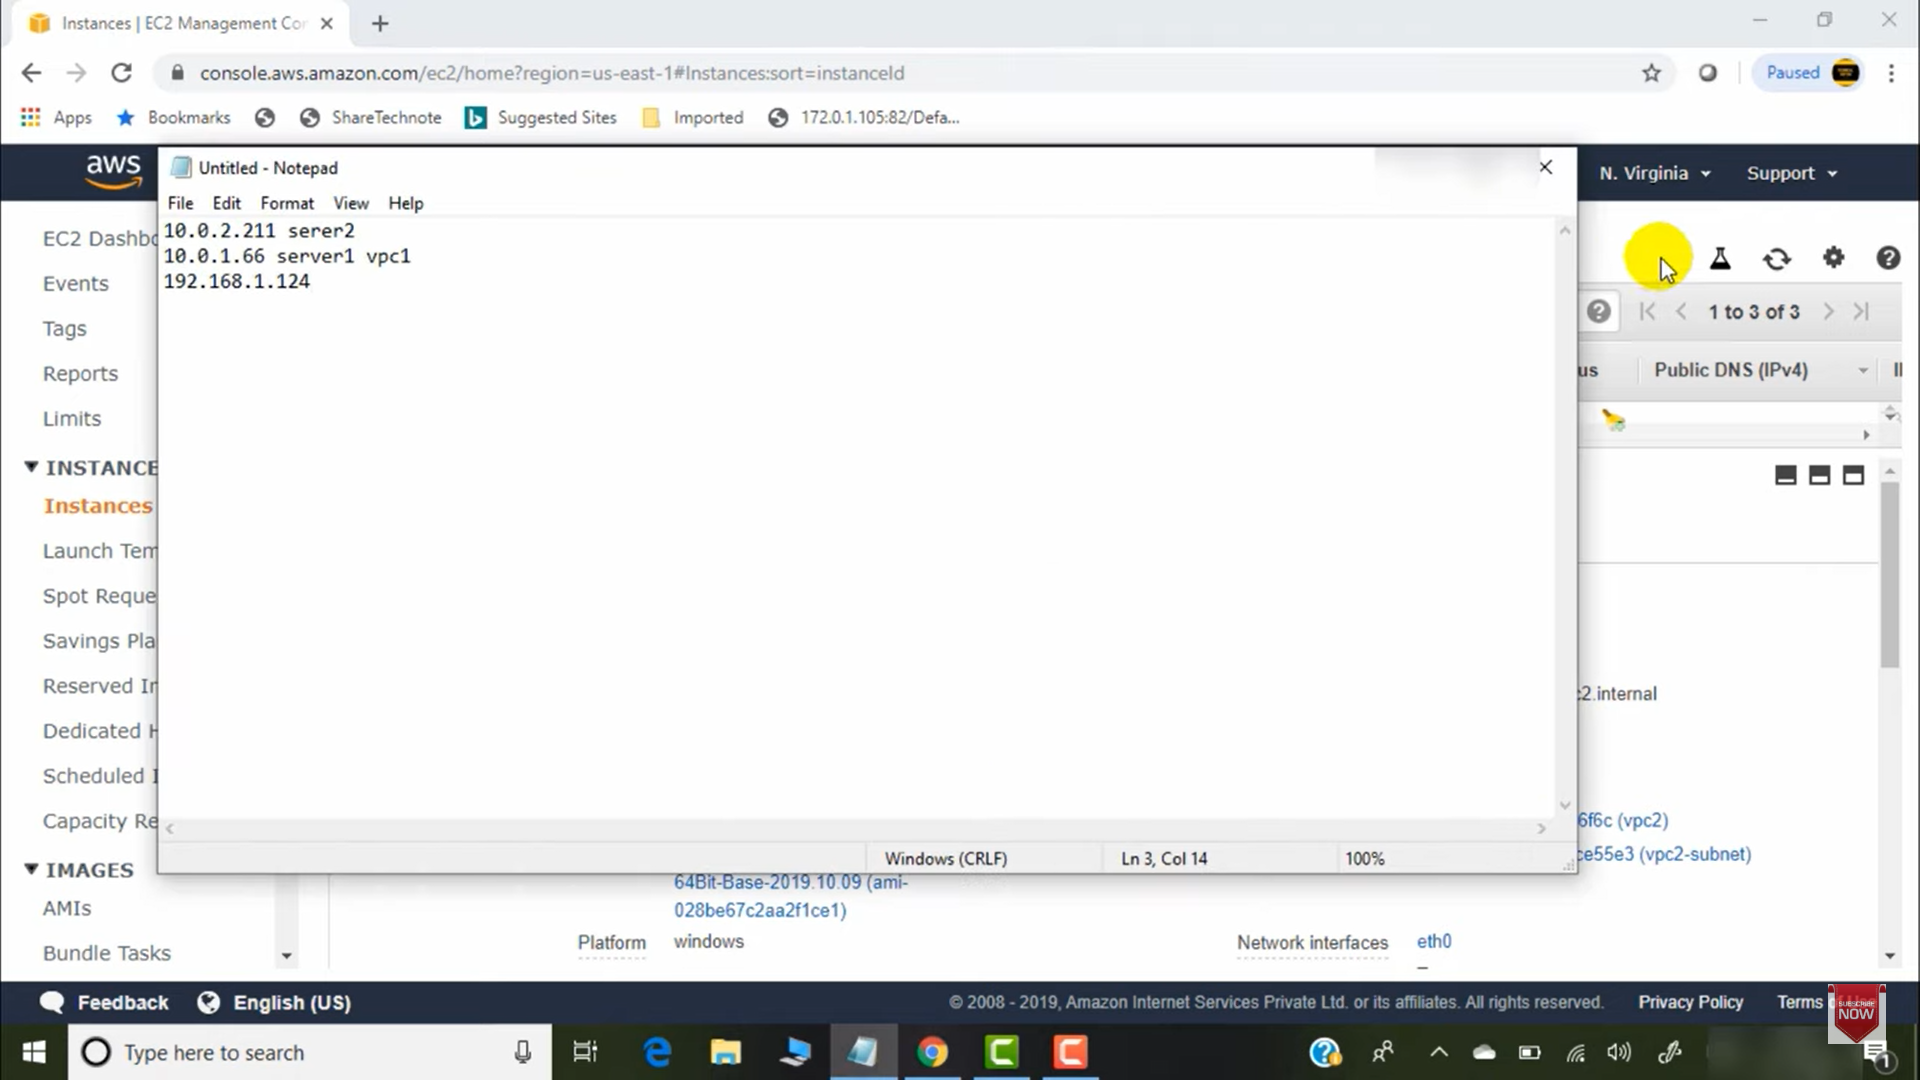 Instances | EC2 Management Con
console.aws.amazon.com/ec2/home?region=us-east-1#Instances:sort=instanceId
Paused
Apps
Bookmarks
ShareTechnote
Suggested Sites
Imported
172.0.1.105:82/Defa...
aws
Untitled - Notepad
N. Virginia
Support
File Edit Format View Help
10.0.2.211 serer2
10.0.1.66 server1 vpc1
192.168.1.124
EC2 Dashbo
Events
Tags
Reports
Limits
INSTANCE
Instances
Launch Tem
Spot Reque
Savings Pla
Reserved In
Dedicated H
Scheduled I
Capacity Re
IMAGES
AMIs
Bundle Tasks
1 to 3 of 3
us
Public DNS (IPv4)
c2.internal
6f6c (vpc2)
ce55e3 (vpc2-subnet)
Windows (CRLF)
Ln 3, Col 14
100%
64Bit-Base-2019.10.09 (ami-
028be67c2aa2f1ce1)
Platform
windows
Network interfaces
eth0
Feedback
English (US)
© 2008 - 2019, Amazon Internet Services Private Ltd. or its affiliates. All rights reserved.
Privacy Policy
Terms of Use
SUBSCRIBE
NOW
Type here to search
1